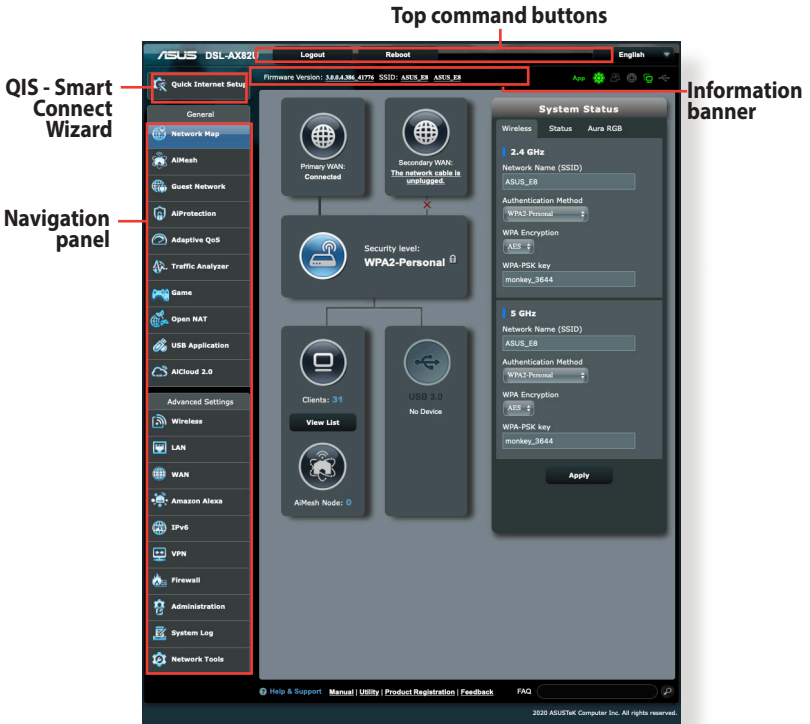 Top command buttons
ASUS DSL-AX82U
Logout
Reboot
English
QIS - Smart
Connect
Wizard
Quick Internet Setup
Firmware Version: 3.0.0.4.386_41776 SSID: ASUS_E8 ASUS_E8
App
Information
banner
Navigation
panel
General
Network Map
AiMesh
Guest Network
AiProtection
Adaptive QoS
Traffic Analyzer
Game
Open NAT
USB Application
AiCloud 2.0
Advanced Settings
Wireless
LAN
WAN
Amazon Alexa
IPv6
VPN
Firewall
Administration
System Log
Network Tools
Primary WAN:
Connected
Secondary WAN:
The network cable is
unplugged.
Security level:
WPA2-Personal
Clients: 31
View List
AiMesh Node: 0
USB 3.0
No Device
System Status
Wireless
Status
Aura RGB
2.4 GHz
Network Name (SSID)
ASUS_E8
Authentication Method
WPA2-Personal
WPA Encryption
AES
WPA-PSK key
monkey_3644
5 GHz
Network Name (SSID)
ASUS_E8
Authentication Method
WPA2-Personal
WPA Encryption
AES
WPA-PSK key
monkey_3644
Apply
Help & Support Manual | Utility | Product Registration | Feedback
FAQ
2020 ASUSTeK Computer Inc. All rights reserved.